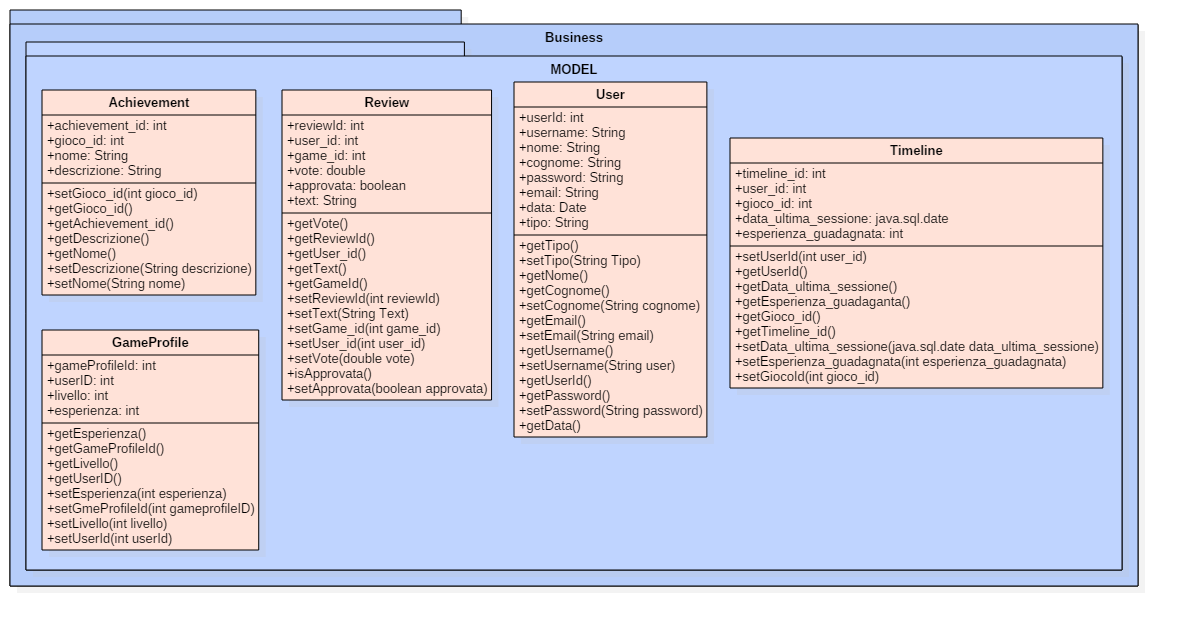 Business
MODEL
Achievement
+achievement_id: int
+gioco_id: int
+nome: String
+descrizione: String
+setGioco_id(int gioco_id)
+getGioco_id()
+getAchievement_id()
+getDescrizione()
+getNome()
+setDescrizione(String descrizione)
+setNome(String nome)
GameProfile
+gameProfileId: int
+userID: int
+livello: int
+esperienza: int
+getEsperienza()
+getGameProfileId()
+getLivello()
+getUserID()
+setEsperienza(int esperienza)
+setGmeProfileId(int gameprofileID)
+setLivello(int livello)
+setUserId(int userId)
Review
+reviewId: int
+user_id: int
+game_id: int
+vote: double
+approvata: boolean
+text: String
+getVote()
+getReviewId()
+getUser_id()
+getText()
+getGameId()
+setReviewId(int reviewId)
+setText(String Text)
+setGame_id(int game_id)
+setUser_id(int user_id)
+setVote(double vote)
+isApprovata()
+setApprovata(boolean approvata)
User
+userId: int
+username: String
+nome: String
+cognome: String
+password: String
+email: String
+data: Date
+tipo: String
+getTipo()
+setTipo(String Tipo)
+getNome()
+getCognome()
+setCognome(String cognome)
+getEmail()
+setEmail(String email)
+getUsername()
+setUsername(String user)
+getUserId()
+getPassword()
+setPassword(String password)
+getData()
Timeline
+timeline_id: int
+user_id: int
+gioco_id: int
+data_ultima_sessione: java.sql.date
+esperienza_guadagnata: int
+setUserId(int user_id)
+getUserId()
+getData_ultima_sessione()
+getEsperienza_guadaganta()
+getGioco_id()
+getTimeline_id()
+setData_ultima_sessione(java.sql.date data_ultima_sessione)
+setEsperienza_guadagnata(int esperienza_guadagnata)
+setGiocoId(int gioco_id)